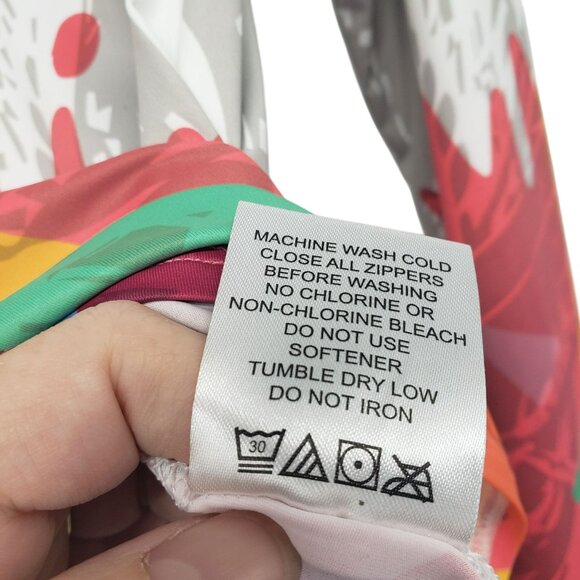 MACHINE WASH COLD
CLOSE ALL ZIPPERS
BEFORE WASHING
NO CHLORINE OR
NON-CHLORINE BLEACH
DO NOT USE
SOFTENER
TUMBLE DRY LOW
DO NOT IRON
30